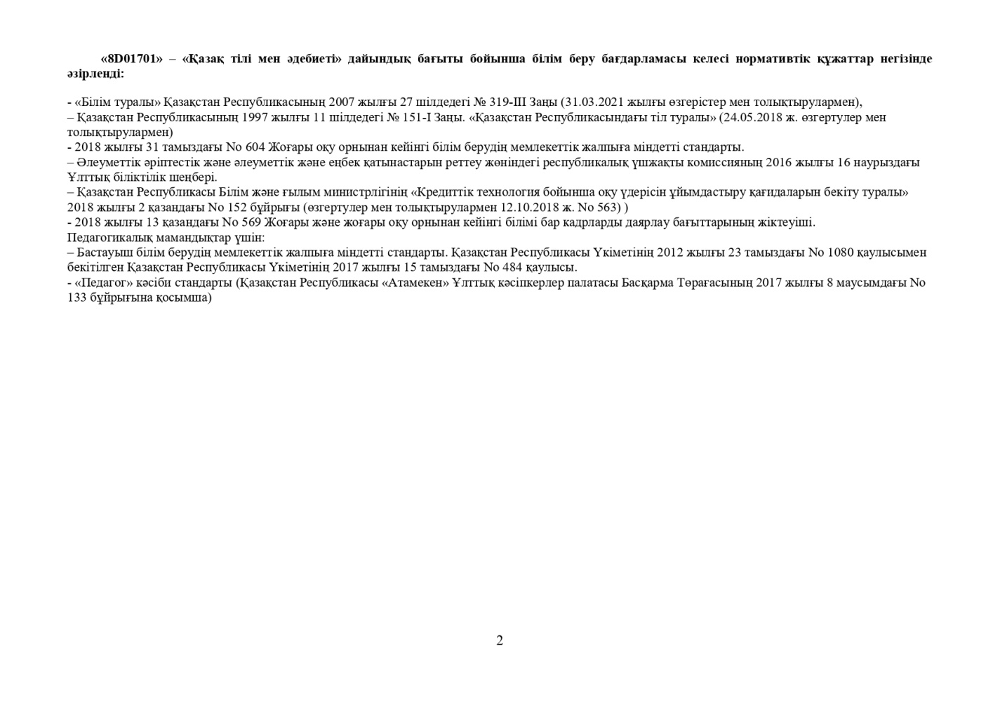 «8D01701» – «Қазақ тілі мен әдебиеті» дайындық бағыты бойынша білім беру бағдарламасы келесі нормативтік құжаттар негізінде
әзірленді:
- «Білім туралы» Қазақстан Республикасының 2007 жылғы 27 шілдедегі № 319-III Заңы (31.03.2021 жылғы өзгерістер мен толықтырулармен),
– Қазақстан Республикасының 1997 жылғы 11 шілдедегі № 151-I Заңы. «Қазақстан Республикасындағы тіл туралы» (24.05.2018 ж. өзгертулер мен
толықтырулармен)
- 2018 жылғы 31 тамыздағы No 604 Жоғары оқу орнынан кейінгі білім берудің мемлекеттік жалпыға міндетті стандарты.
– Әлеуметтік әріптестік және әлеуметтік және еңбек қатынастарын реттеу жөніндегі республикалық үшжақты комиссияның 2016 жылғы 16 наурыздағы
Ұлттық біліктілік шеңбері.
– Қазақстан Республикасы Білім және ғылым министрлігінің «Кредиттік технология бойынша оқу үдерісін ұйымдастыру қағидаларын бекіту туралы»
2018 жылғы 2 қазандағы No 152 бұйрығы (өзгертулер мен толықтырулармен 12.10.2018 ж. No 563) )
- 2018 жылғы 13 қазандағы No 569 Жоғары және жоғары оқу орнынан кейінгі білімі бар кадрларды даярлау бағыттарының жіктеуіші.
Педагогикалық мамандықтар үшін:
– Бастауыш білім берудің мемлекеттік жалпыға міндетті стандарты. Қазақстан Республикасы Үкіметінің 2012 жылғы 23 тамыздағы No 1080 қаулысымен
бекітілген Қазақстан Республикасы Үкіметінің 2017 жылғы 15 тамыздағы No 484 қаулысы.
- «Педагог» кәсіби стандарты (Қазақстан Республикасы «Атамекен» Ұлттық кәсіпкерлер палатасы Басқарма Төрағасының 2017 жылғы 8 маусымдағы No
133 бұйрығына қосымша)
2